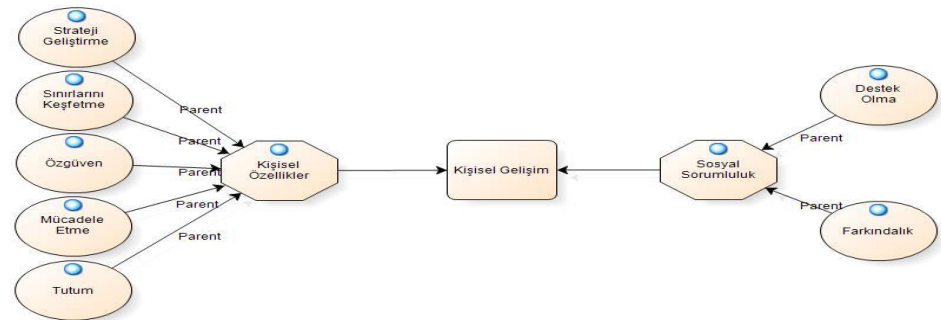 Strateji
Geliştirme
Sınırlarını
Keşfetme
Özgüven
Mücadele
Etme
Tutum
Parent
Parent
Parent
Parent
Parent
Kişisel
Özellikler
Kişisel Gelişim
Sosyal
Sorumluluk
Parent
Parent
Destek
Olma
Farkındalık